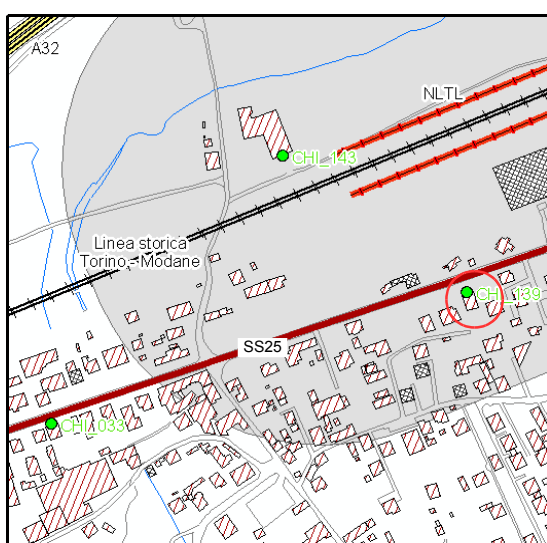 A32
NLTL
CHI_143
Linea storica
Torino - Modane
CHI_139
SS25
CHI_033